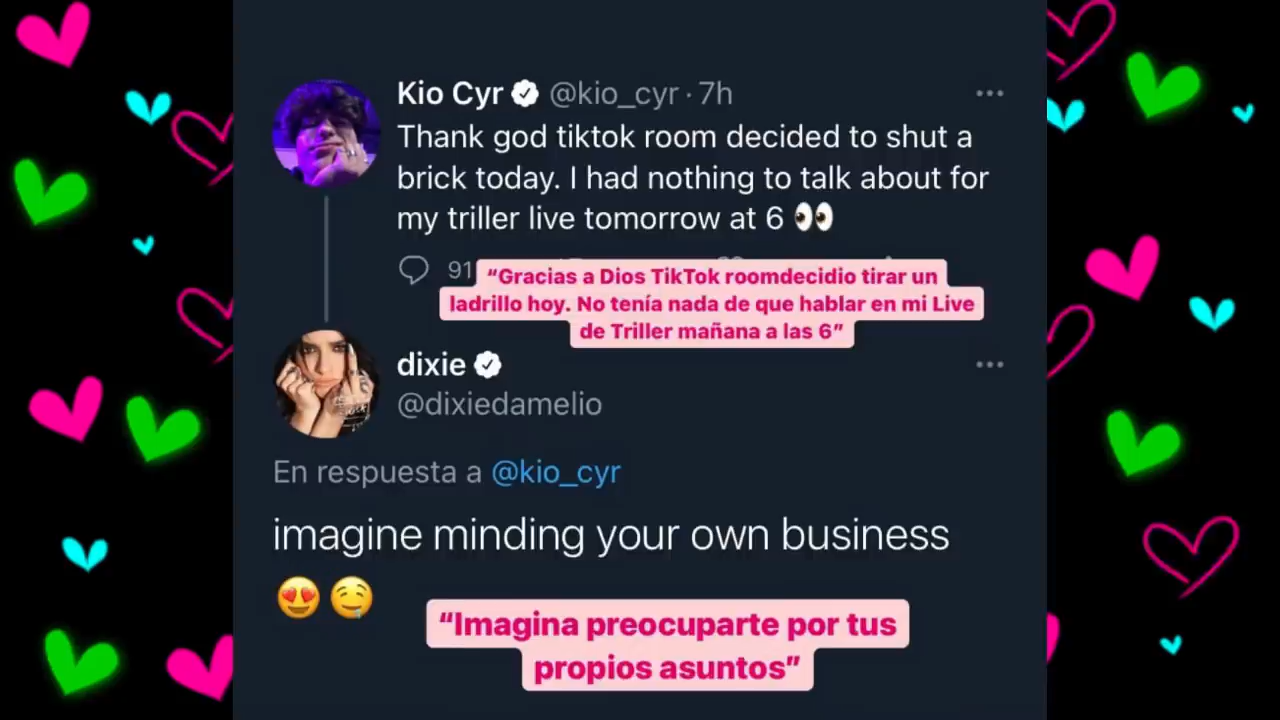 Kio Cyr @kio_cyr · 7h
Thank god tiktok room decided to shut a
brick today. I had nothing to talk about for
my triller live tomorrow at 6 👀
91
“Gracias a Dios TikTok roomdecidio tirar un
ladrillo hoy. No tenía nada de que hablar en mi Live
de Triller mañana a las 6”
dixie
@dixiedamelio
En respuesta a @kio_cyr
imagine minding your own business
😍🤤
“Imagina preocuparte por tus
propios asuntos”